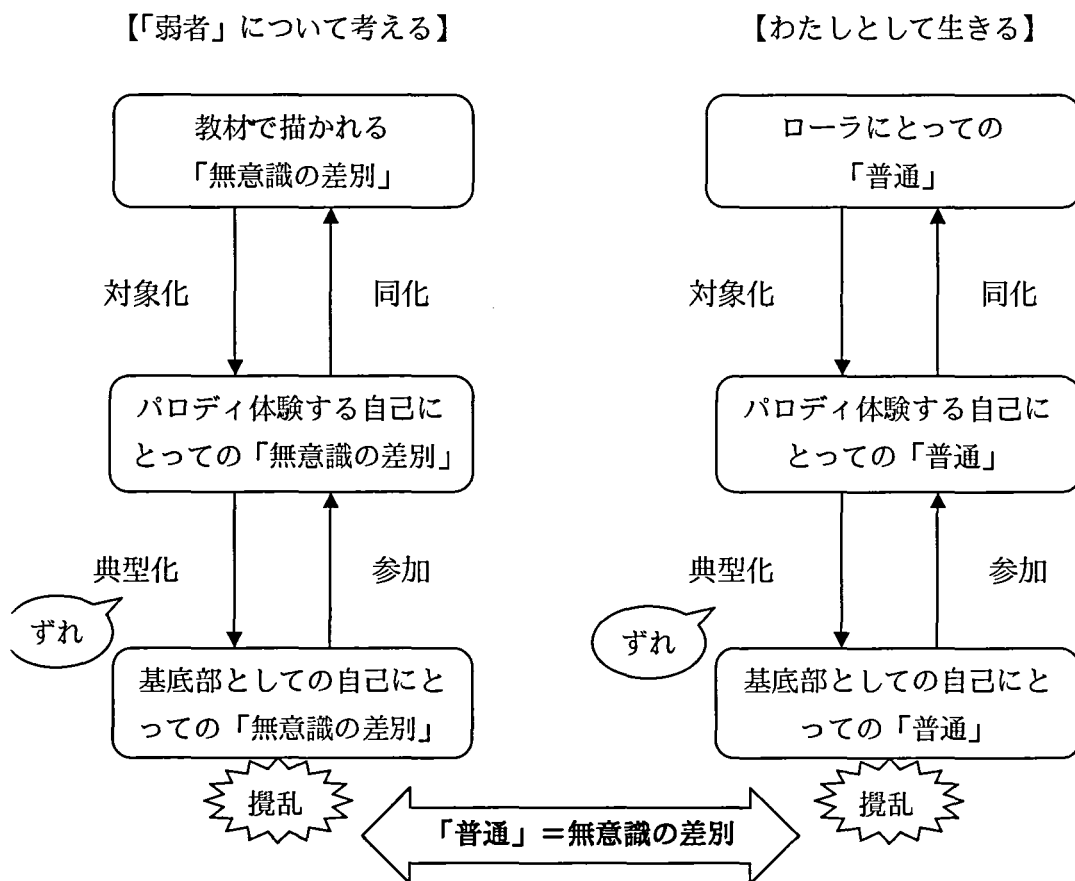 【「弱者」について考える】
教材で描かれる
「無意識の差別」
対象化
同化
パロディ体験する自己に
とっての「無意識の差別」
典型化
参加
ずれ
基底部としての自己にと
っての「無意識の差別」
攪乱
【わたしとして生きる】
ローラにとっての
「普通」
対象化
同化
パロディ体験する自己に
とっての「普通」
典型化
参加
ずれ
基底部としての自己にと
っての「普通」
攪乱
「普通」＝無意識の差別